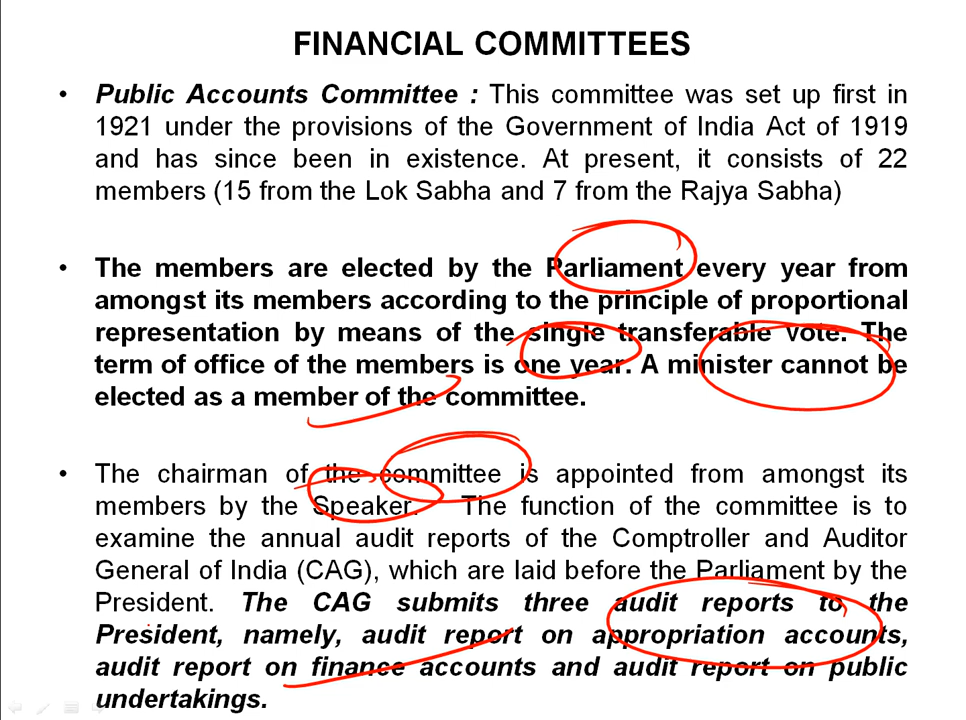 FINANCIAL COMMITTEES
• Public Accounts Committee : This committee was set up first in
1921 under the provisions of the Government of India Act of 1919
and has since been in existence. At present, it consists of 22
members (15 from the Lok Sabha and 7 from the Rajya Sabha)
• The members are elected by the Parliament every year from
amongst its members according to the principle of proportional
representation by means of the single transferable vote. The
term of office of the members is one year. A minister cannot be
elected as a member of the committee.
• The chairman of the committee is appointed from amongst its
members by the Speaker. The function of the committee is to
examine the annual audit reports of the Comptroller and Auditor
General of India (CAG), which are laid before the Parliament by the
President. The CAG submits three audit reports to the
President, namely, audit report on appropriation accounts,
audit report on finance accounts and audit report on public
undertakings.